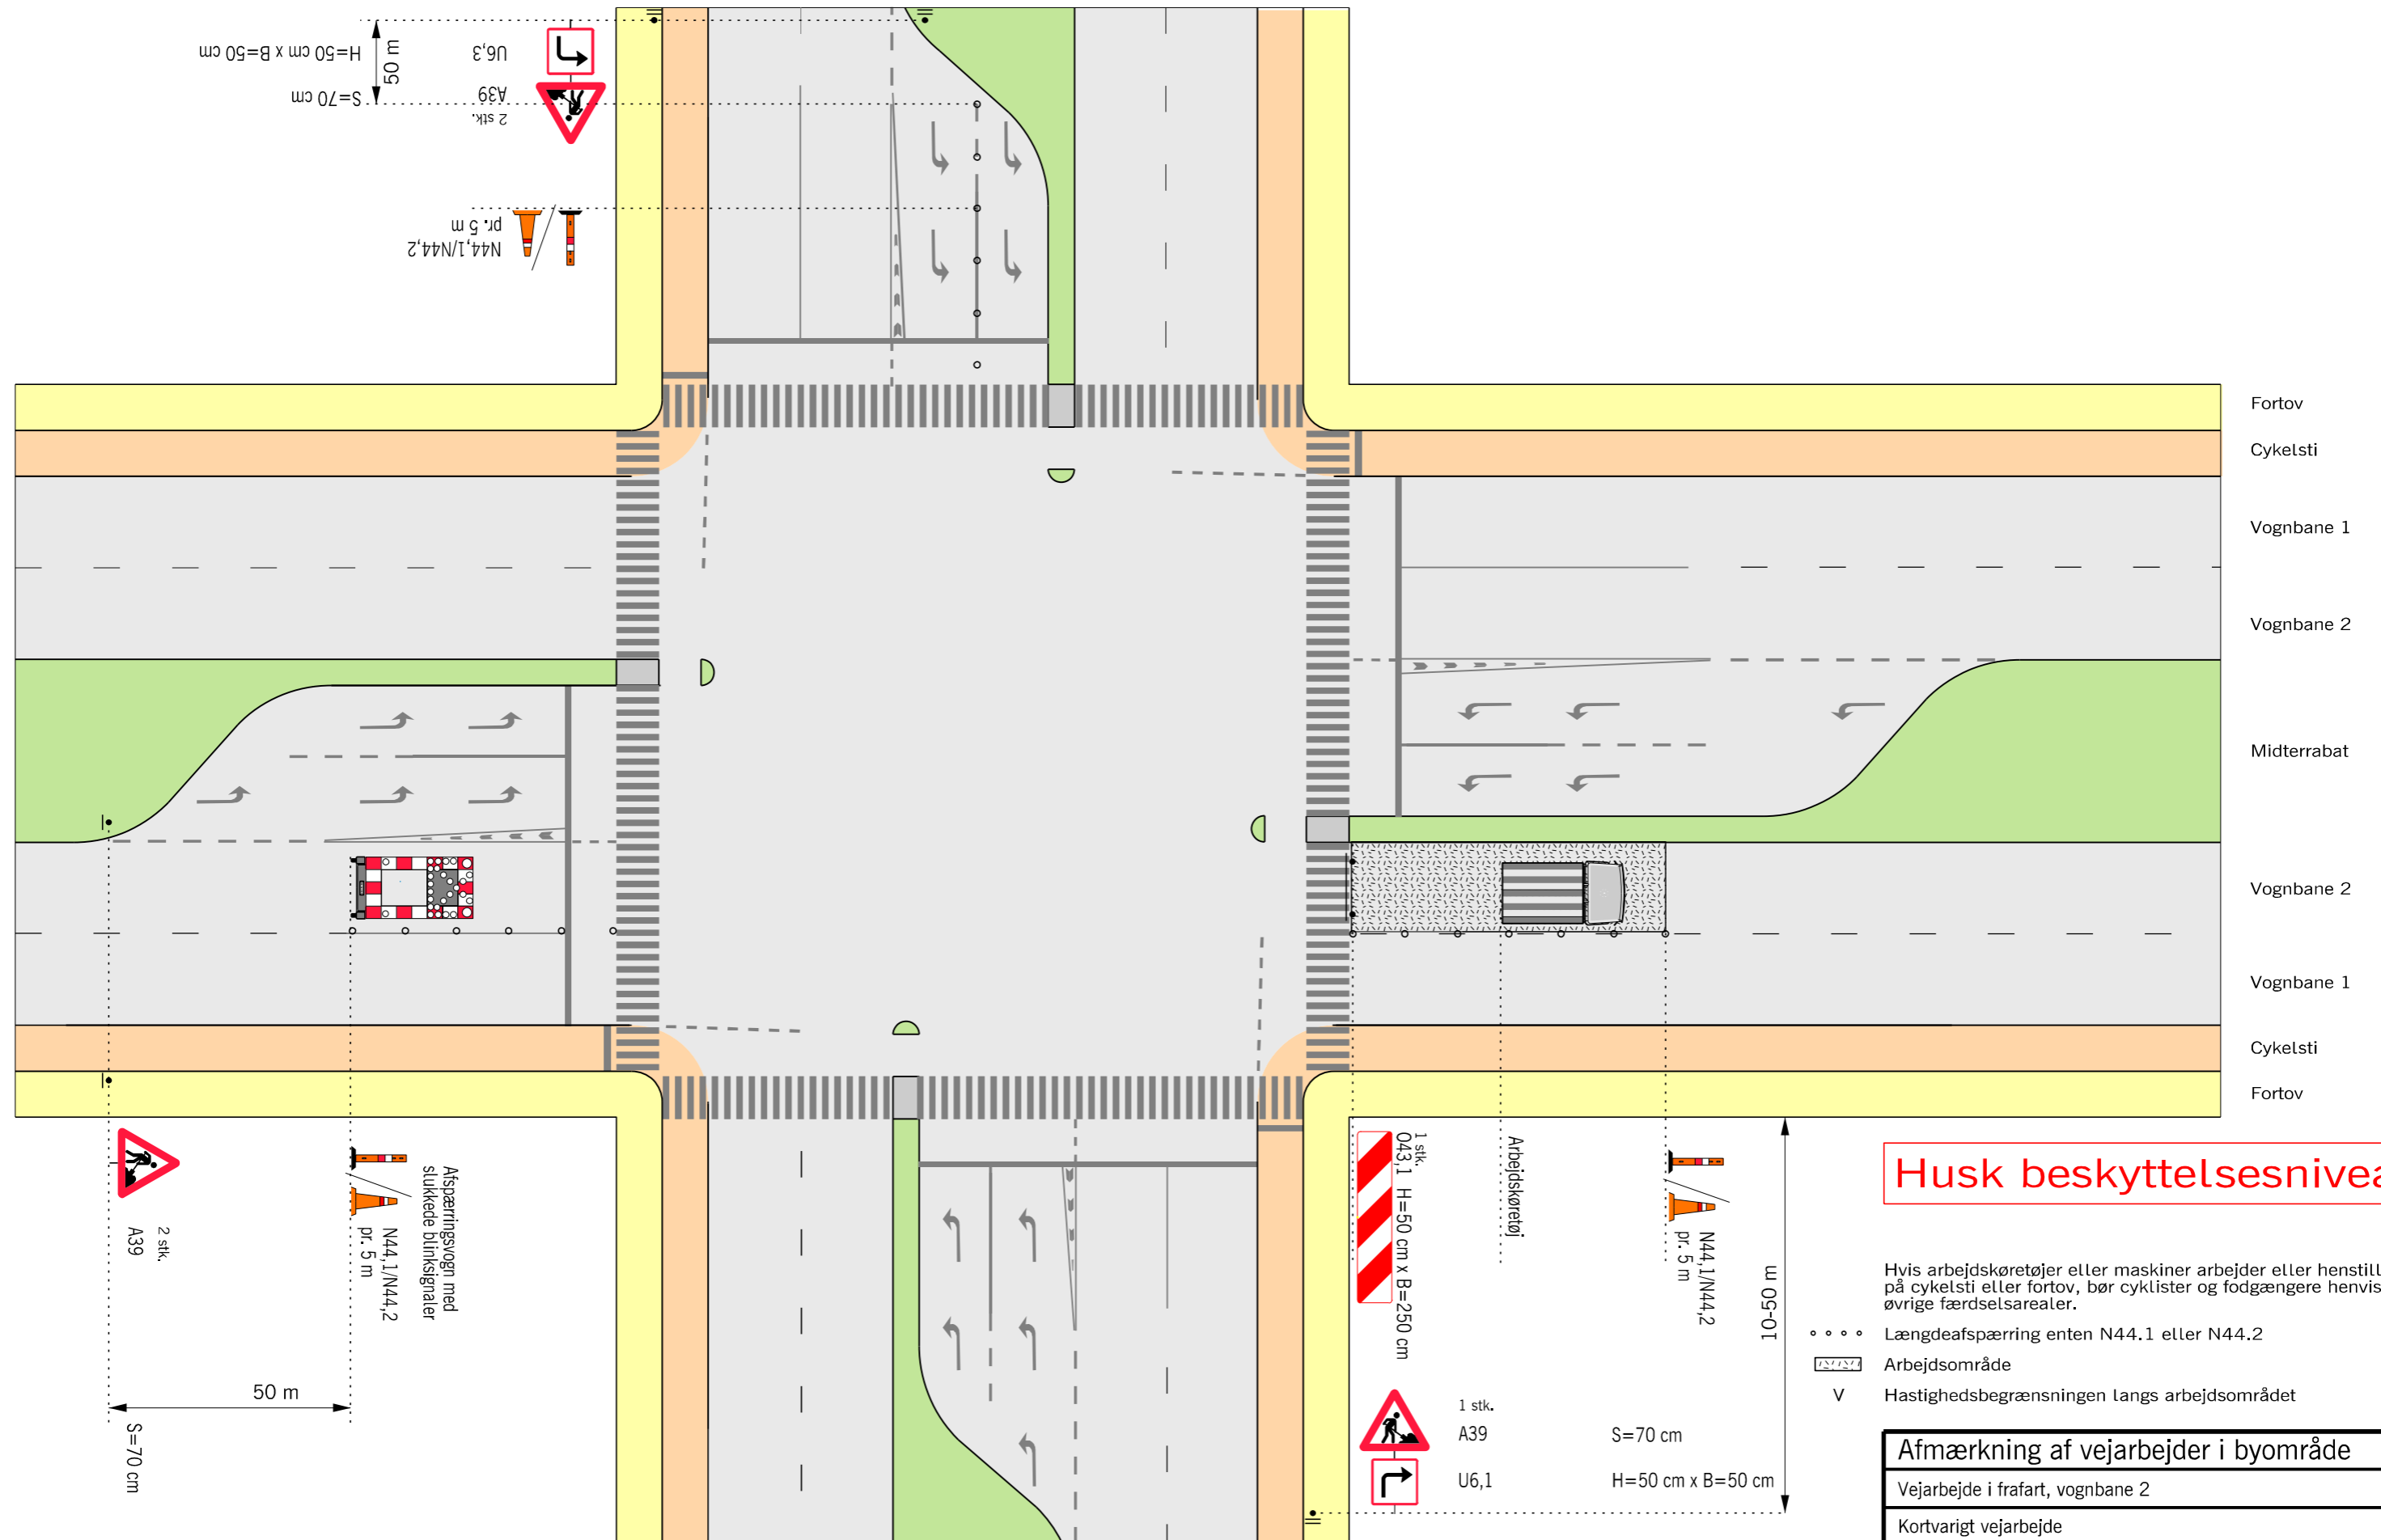 H=50 cm x B=50 cm
50 m
U6,3
S=70 cm
A39
2 stk.
pr. 5 m
N44,1/N44,2
Fortov
Cykelsti
Vognbane 1
Vognbane 2
Midterrabat
Vognbane 2
Vognbane 1
Cykelsti
Fortov
2 stk.
A39
S=70 cm
50 m
Afspærringsvogn med
slukkede blinksignaler
N44,1/N44,2
pr. 5 m
1 stk.
O43,1 H=50 cm x B=250 cm
Arbejdskøretøj
N44,1/N44,2
pr. 5 m
10-50 m
1 stk.
A39
S=70 cm
U6,1
H=50 cm x B=50 cm
Husk beskyttelsesnivea
Hvis arbejdskøretøjer eller maskiner arbejder eller henstill
på cykelsti eller fortov, bør cyklister og fodgængere henvis
øvrige færdselsarealer.
Længdeafspærring enten N44.1 eller N44.2
Arbejdsområde
V Hastighedsbegrænsningen langs arbejdsområdet
Afmærkning af vejarbejder i byområde
Vejarbejde i frafart, vognbane 2
Kortvarigt vejarbejde